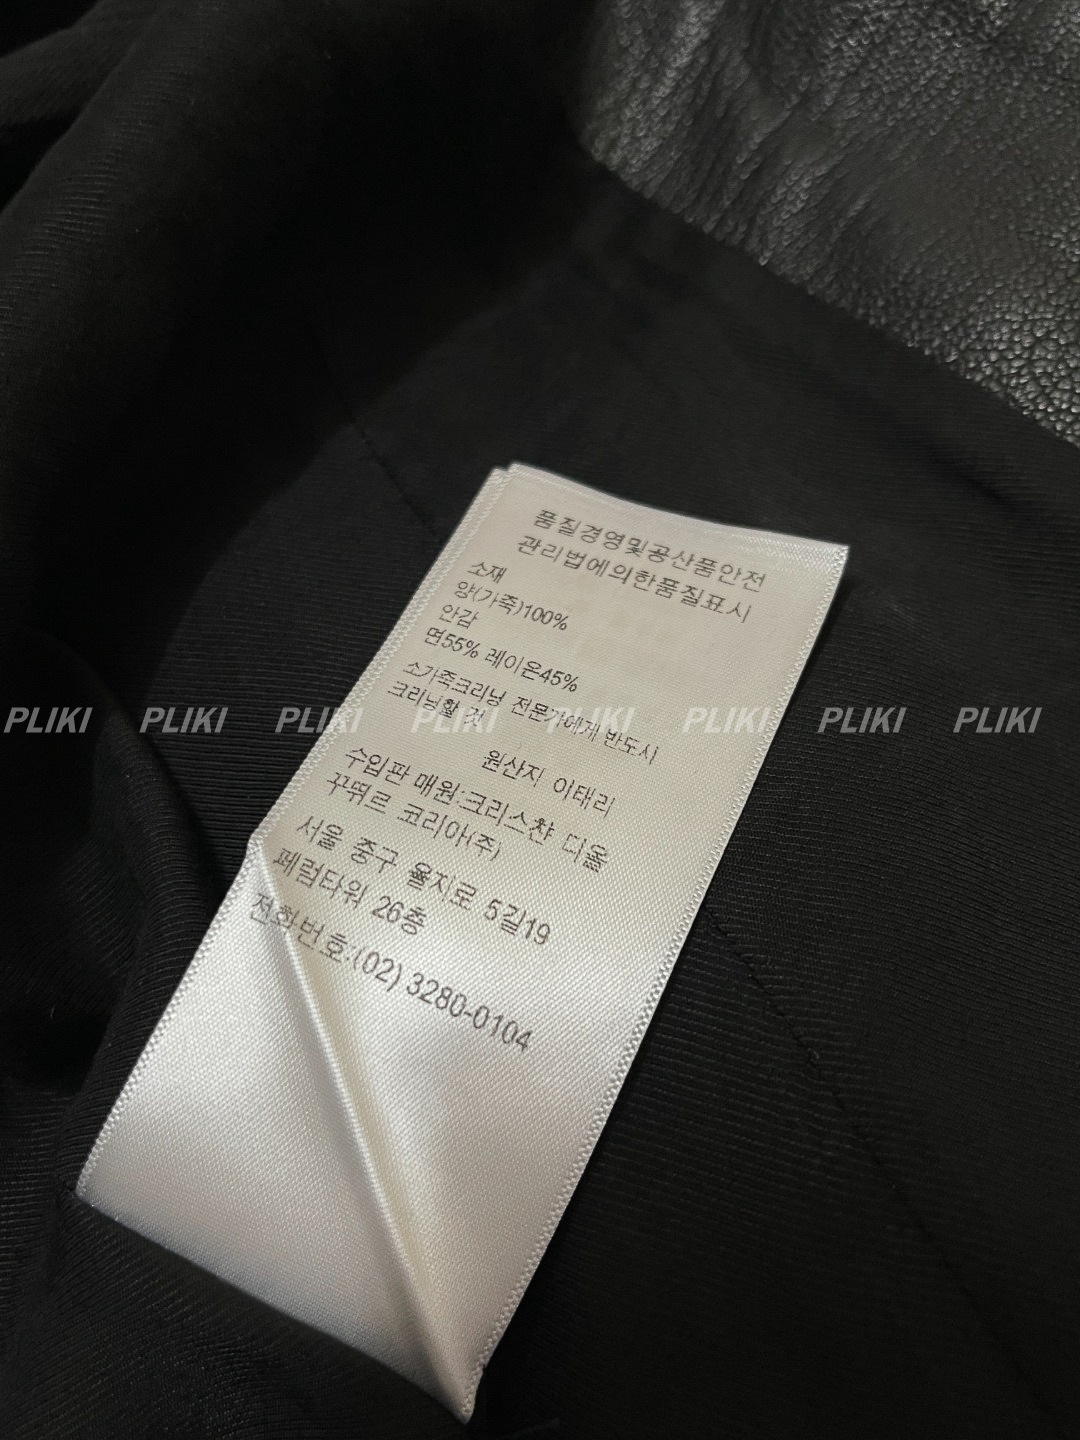 품질경영및공산품안전
관리법에의한품질표시
소재
양(가죽)100%
안감
면55% 레이온45%
소가죽크리닝 전문가에게 반도시
크리닝할 것
PLIKI PLIKI PLIKI PLIKI PLIKI PLIKI PLIKI PLIKI
원산지 이태리
수입판매원:크리스챤 디올
꾸뛰르 코리아(주)
서울 중구 을지로 5길19
페럼타워 26층
전화번호:(02) 3280-0104